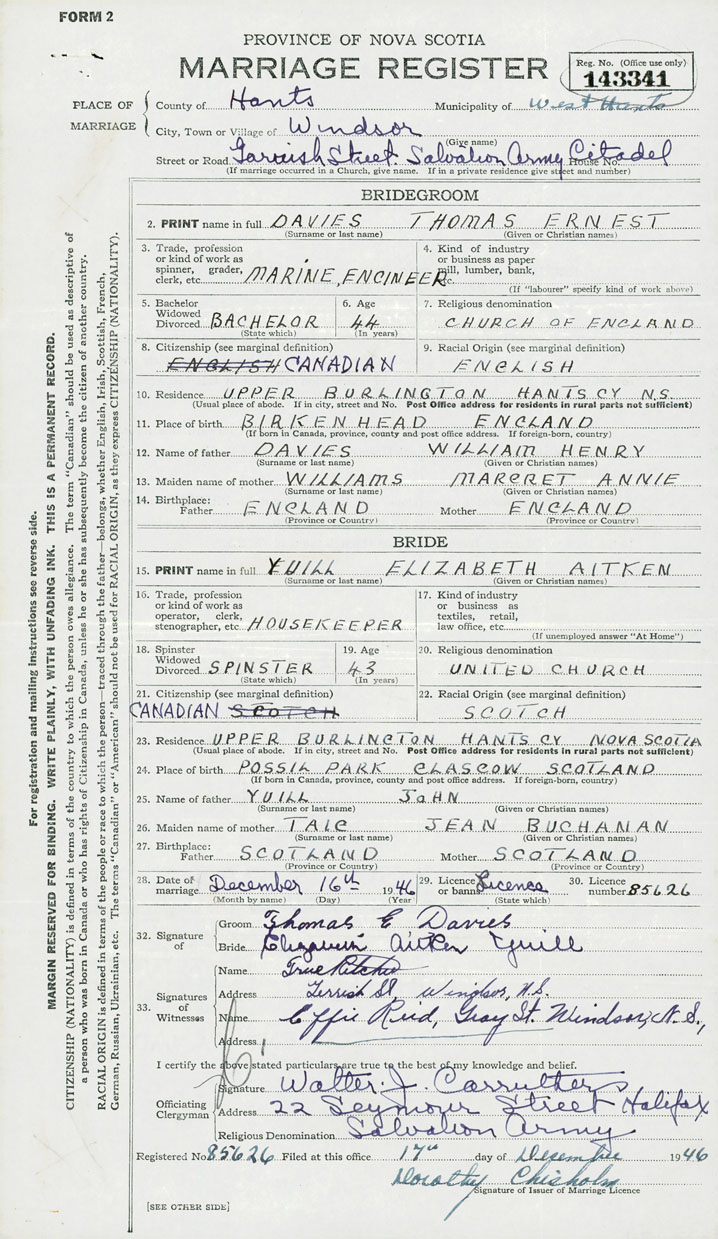 FORM 2
PROVINCE OF NOVA SCOTIA
MARRIAGE REGISTER
Reg. No. (Office use only)
143341
PLACE OF MARRIAGE
County of Hants Municipality of West Hants
City, Town or Village of Windsor
(Give name)
Street or Road Gerrish Street Salvation Army Citadel House No.
(If marriage occurred in a Church, give name. If in a private residence give street and number)
BRIDEGROOM
2. PRINT name in full DAVIES THOMAS ERNEST
(Surname or last name) (Given or Christian names)
3. Trade, profession or kind of work as spinner, grader, clerk, etc. MARINE ENGINEER
4. Kind of industry or business as paper mill, lumber, bank, etc.
(If "labourer" specify kind of work above)
5. Bachelor Widowed Divorced BACHELOR (State which)
6. Age 44 (In years)
7. Religious denomination CHURCH OF ENGLAND
8. Citizenship (see marginal definition) ENGLISH CANADIAN
9. Racial Origin (see marginal definition) ENGLISH
10. Residence UPPER BURLINGTON HANTS CY N.S.
(Usual place of abode. If in city, street and No. Post Office address for residents in rural parts not sufficient)
11. Place of birth BIRKENHEAD ENGLAND
(If born in Canada, province, county and post office address. If foreign-born, country)
12. Name of father DAVIES WILLIAM HENRY
(Surname or last name) (Given or Christian names)
13. Maiden name of mother WILLIAMS MARGRET ANNIE
(Surname or last name) (Given or Christian names)
14. Birthplace: Father ENGLAND Mother ENGLAND
(Province or Country) (Province or Country)
BRIDE
15. PRINT name in full YUILL ELIZABETH AITKEN
(Surname or last name) (Given or Christian names)
16. Trade, profession or kind of work as operator, clerk, stenographer, etc. HOUSEKEEPER
17. Kind of industry or business as textiles, retail, law office, etc.
(If unemployed answer "At Home")
18. Spinster Widowed Divorced SPINSTER (State which)
19. Age 43 (In years)
20. Religious denomination UNITED CHURCH
21. Citizenship (see marginal definition) CANADIAN SCOTCH
22. Racial Origin (see marginal definition) SCOTCH
23. Residence UPPER BURLINGTON HANTS CY NOVA SCOTIA
(Usual place of abode. If in city, street and No. Post Office address for residents in rural parts not sufficient)
24. Place of birth POSSIL PARK GLASGOW SCOTLAND
(If born in Canada, province, county and post office address. If foreign-born, country)
25. Name of father YUILL JOHN
(Surname or last name) (Given or Christian names)
26. Maiden name of mother TAIG JEAN BUCHANAN
(Surname or last name) (Given or Christian names)
27. Birthplace: Father SCOTLAND Mother SCOTLAND
(Province or Country) (Province or Country)
28. Date of marriage December 16th 1946
(Month by name) (Day) (Year)
29. Licence or banns Licence (State which)
30. Licence number 85626
32. Signature of
Groom Thomas E Davies
Bride Elizabeth Aitken Yuill
33. Signatures of Witnesses
Name Ritchie
Address Gerrish St. Windsor, N.S.
Name Effie Reid, Gray St. Windsor, N.S.,
Address
I certify the above stated particulars are true to the best of my knowledge and belief.
Officiating Clergyman
Signature Walter J. Carruthers
Address 22 Seymour Street Halifax
Religious Denomination Salvation Army
Registered No 85626 Filed at this office 17th day of December 1946
Dorothy Chisholm
Signature of Issuer of Marriage Licence
[SEE OTHER SIDE]
For registration and mailing instructions see reverse side.
MARGIN RESERVED FOR BINDING. WRITE PLAINLY, WITH UNFADING INK. THIS IS A PERMANENT RECORD.
CITIZENSHIP (NATIONALITY) is defined in terms of the country to which the person owes allegiance. The term "Canadian" should be used as descriptive of
a person who was born in Canada or who has rights of Citizenship in Canada, unless he or she has subsequently become the citizen of another country.
RACIAL ORIGIN is defined in terms of the people or race to which the person—traced through the father—belongs, whether English, Irish, Scottish, French,
German, Russian, Ukrainian, etc. The terms "Canadian" or "American" should not be used for RACIAL ORIGIN, as they express CITIZENSHIP (NATIONALITY).